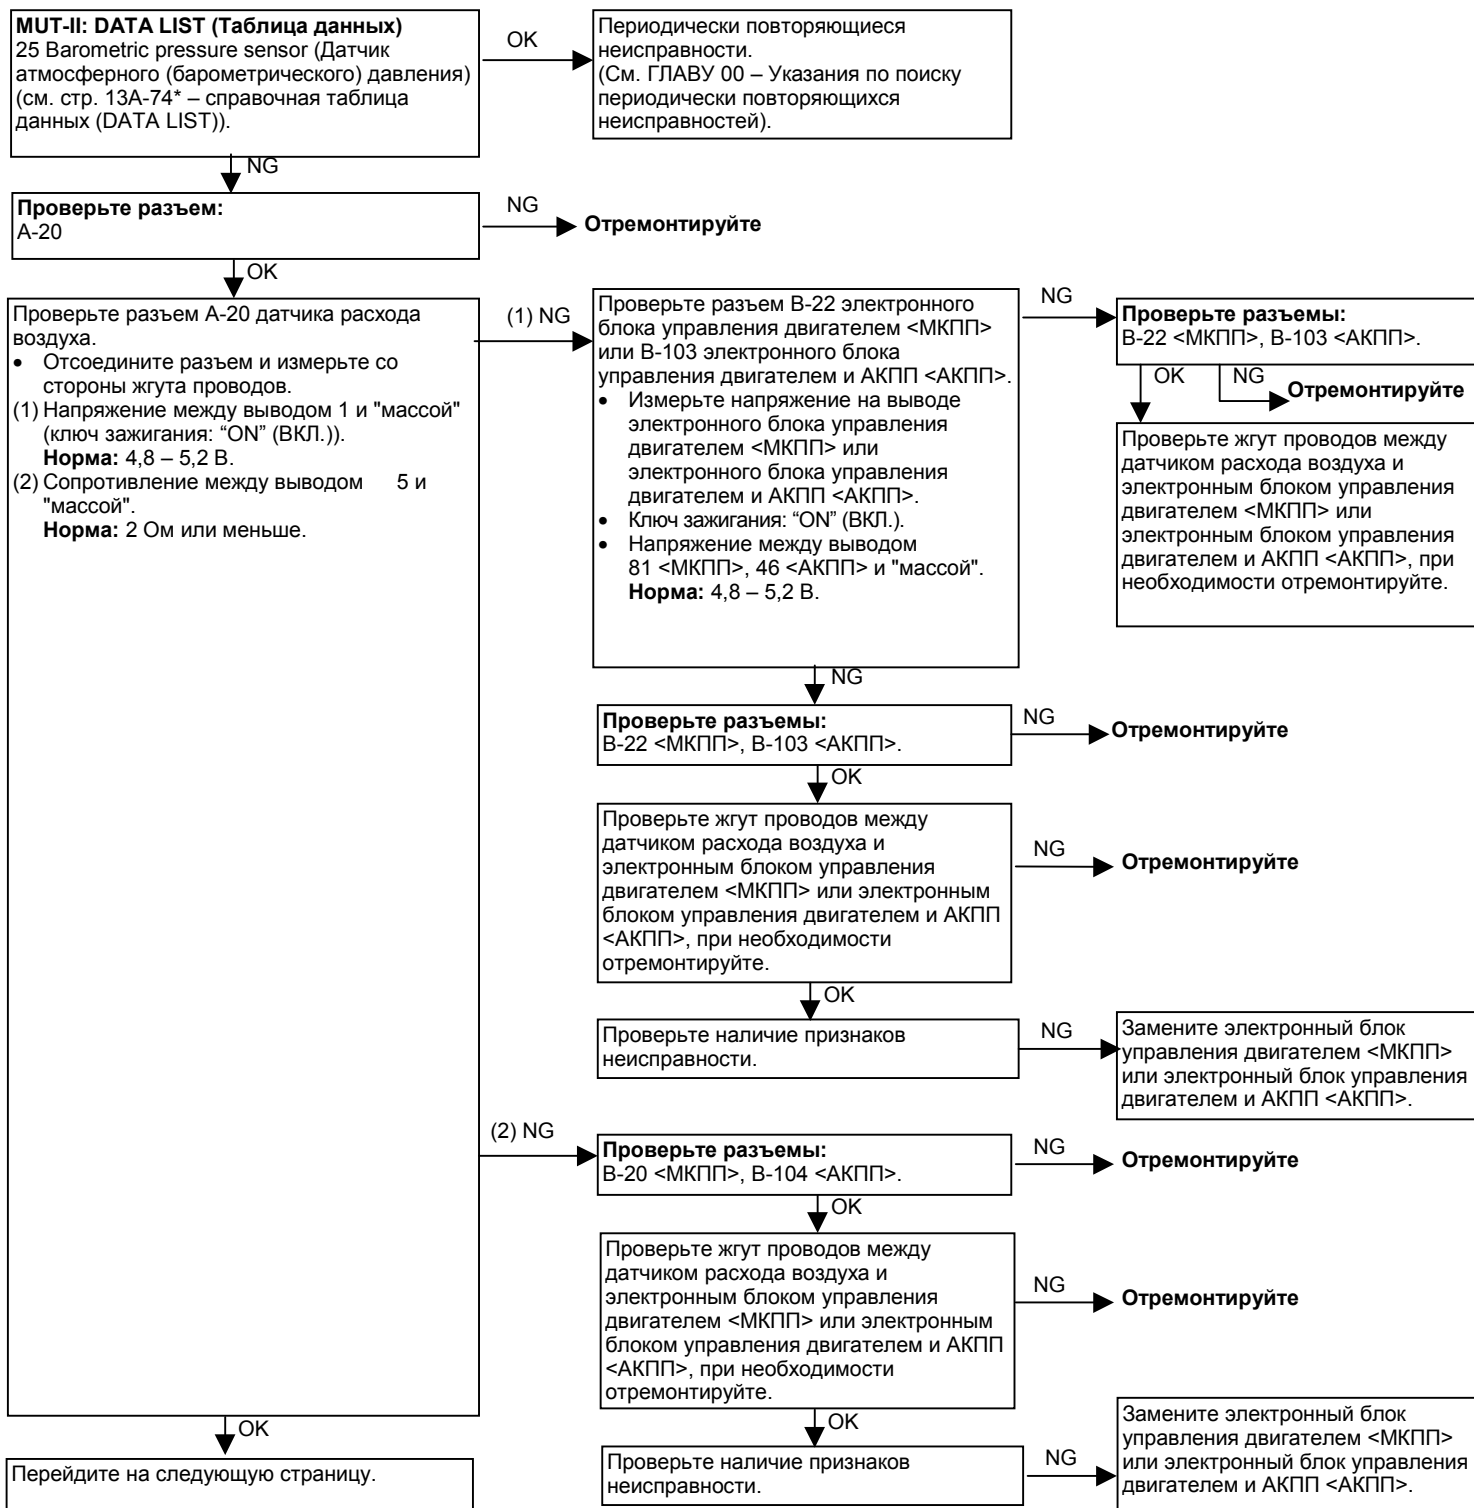 MUT-II: DATA LIST (Таблица данных)
25 Barometric pressure sensor (Датчик
атмосферного (барометрического) давления)
(см. стр. 13A-74* – справочная таблица
данных (DATA LIST)).
OK
Периодически повторяющиеся
неисправности.
(См. ГЛАВУ 00 – Указания по поиску
периодически повторяющихся
неисправностей).
NG
Проверьте разъем:
A-20
NG
Отремонтируйте
OK
Проверьте разъем A-20 датчика расхода
воздуха.
• Отсоедините разъем и измерьте со
стороны жгута проводов.
(1) Напряжение между выводом 1 и "массой"
(ключ зажигания: “ON” (ВКЛ.)).
Норма: 4,8 – 5,2 В.
(2) Сопротивление между выводом 5 и
"массой".
Норма: 2 Ом или меньше.
(1) NG
Проверьте разъем B-22 электронного
блока управления двигателем <МКПП>
или B-103 электронного блока
управления двигателем и АКПП <АКПП>.
• Измерьте напряжение на выводе
электронного блока управления
двигателем <МКПП> или
электронного блока управления
двигателем и АКПП <АКПП>.
• Ключ зажигания: “ON” (ВКЛ.).
• Напряжение между выводом
81 <МКПП>, 46 <АКПП> и "массой".
Норма: 4,8 – 5,2 В.
NG
Проверьте разъемы:
B-22 <МКПП>, B-103 <АКПП>.
OK
NG
Отремонтируйте
Проверьте жгут проводов между
датчиком расхода воздуха и
электронным блоком управления
двигателем <МКПП> или
электронным блоком управления
двигателем и АКПП <АКПП>, при
необходимости отремонтируйте.
NG
Проверьте разъемы:
B-22 <МКПП>, B-103 <АКПП>.
NG
Отремонтируйте
OK
Проверьте жгут проводов между
датчиком расхода воздуха и
электронным блоком управления
двигателем <МКПП> или электронным
блоком управления двигателем и АКПП
<АКПП>, при необходимости
отремонтируйте.
NG
Отремонтируйте
OK
Проверьте наличие признаков
неисправности.
NG
Замените электронный блок
управления двигателем <МКПП>
или электронный блок управления
двигателем и АКПП <АКПП>.
(2) NG
Проверьте разъемы:
B-20 <МКПП>, B-104 <АКПП>.
NG
Отремонтируйте
OK
Проверьте жгут проводов между
датчиком расхода воздуха и
электронным блоком управления
двигателем <МКПП> или электронным
блоком управления двигателем и АКПП
<АКПП>, при необходимости
отремонтируйте.
NG
Отремонтируйте
OK
Проверьте наличие признаков
неисправности.
NG
Замените электронный блок
управления двигателем <МКПП>
или электронный блок управления
двигателем и АКПП <АКПП>.
OK
Перейдите на следующую страницу.